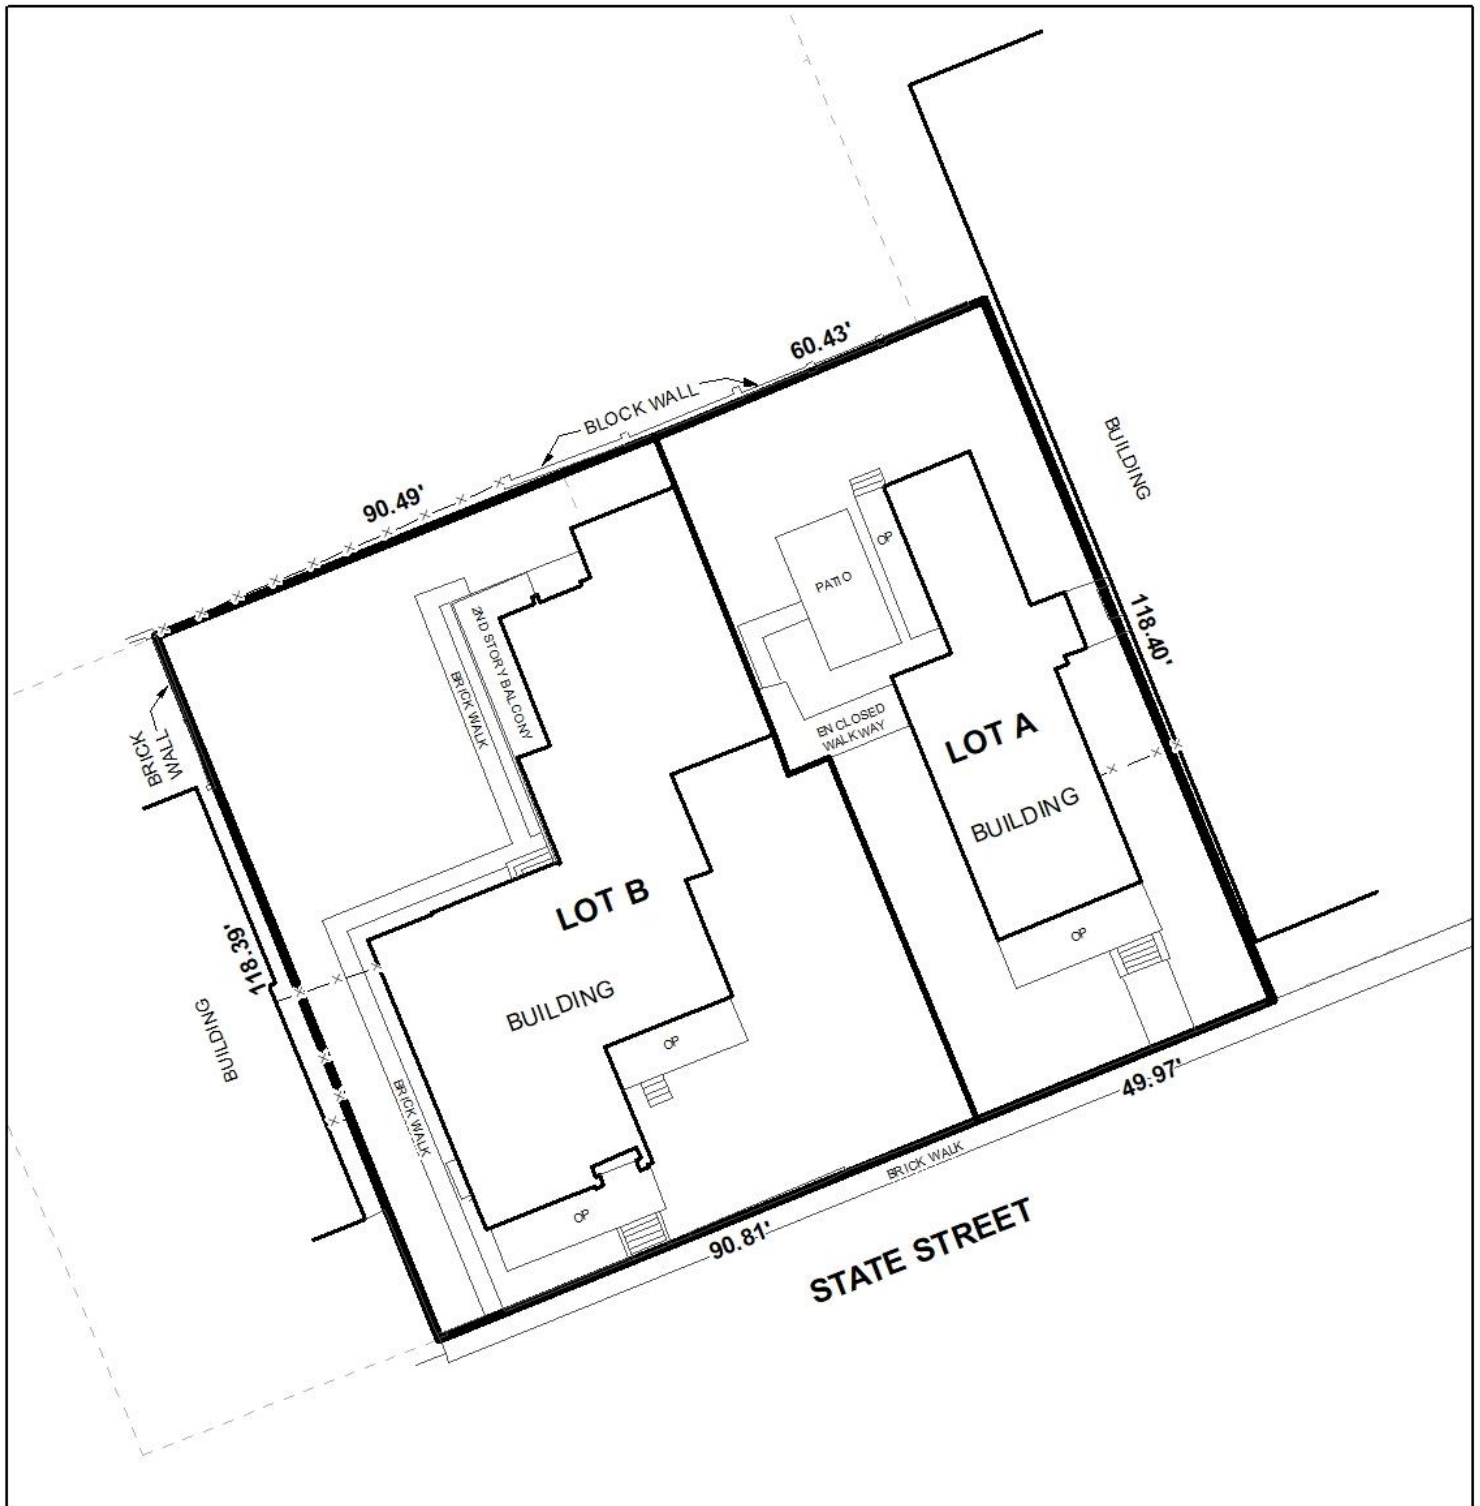 60.43'
BLOCK WALL
90.49'
BUILDING
OP
PATIO
2ND STORY BALCONY
BRICK WALK
118.40'
EN CLOSED
WALKWAY
LOT A
BRICK
WALL
BUILDING
LOT B
118.39'
OP
BUILDING
BUILDING
OP
BRICK WALK
49.97'
BRICK WALK
OP
90.81'
STATE STREET